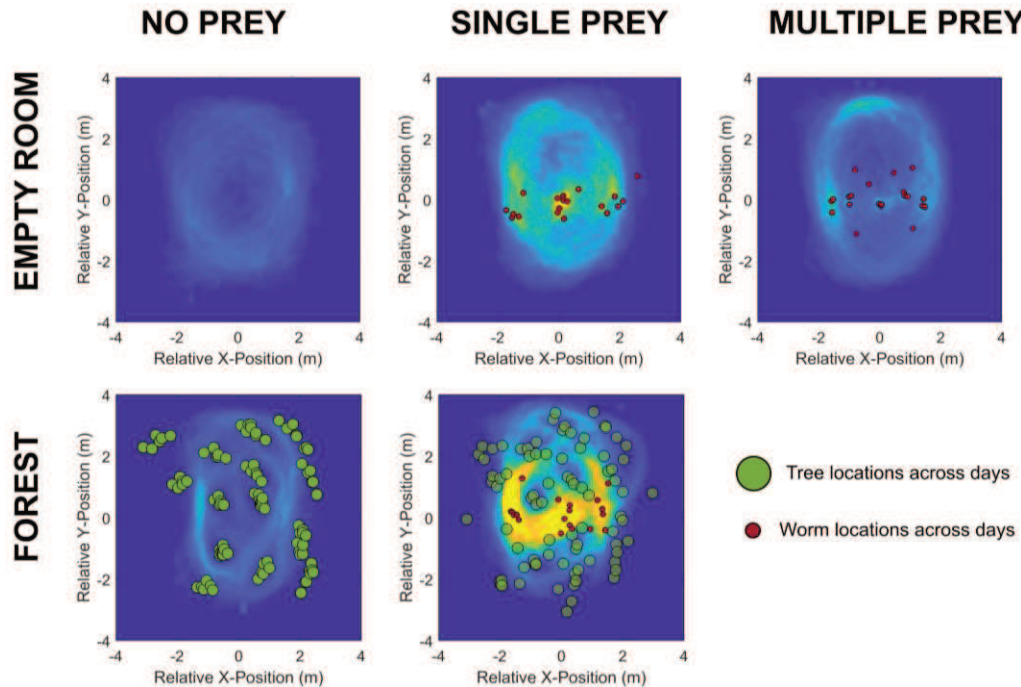 NO PREY
SINGLE PREY
MULTIPLE PREY
EMPTY ROOM
Relative Y-Position (m)
4
2
0
-2
-4
-4 -2 0 2 4
Relative X-Position (m)
Relative Y-Position (m)
4
2
0
-2
-4
-4 -2 0 2 4
Relative X-Position (m)
Relative Y-Position (m)
4
2
0
-2
-4
-4 -2 0 2 4
Relative X-Position (m)
FOREST
Relative Y-Position (m)
4
2
0
-2
-4
-4 -2 0 2 4
Relative X-Position (m)
Relative Y-Position (m)
4
2
0
-2
-4
-4 -2 0 2 4
Relative X-Position (m)
Tree locations across days
Worm locations across days